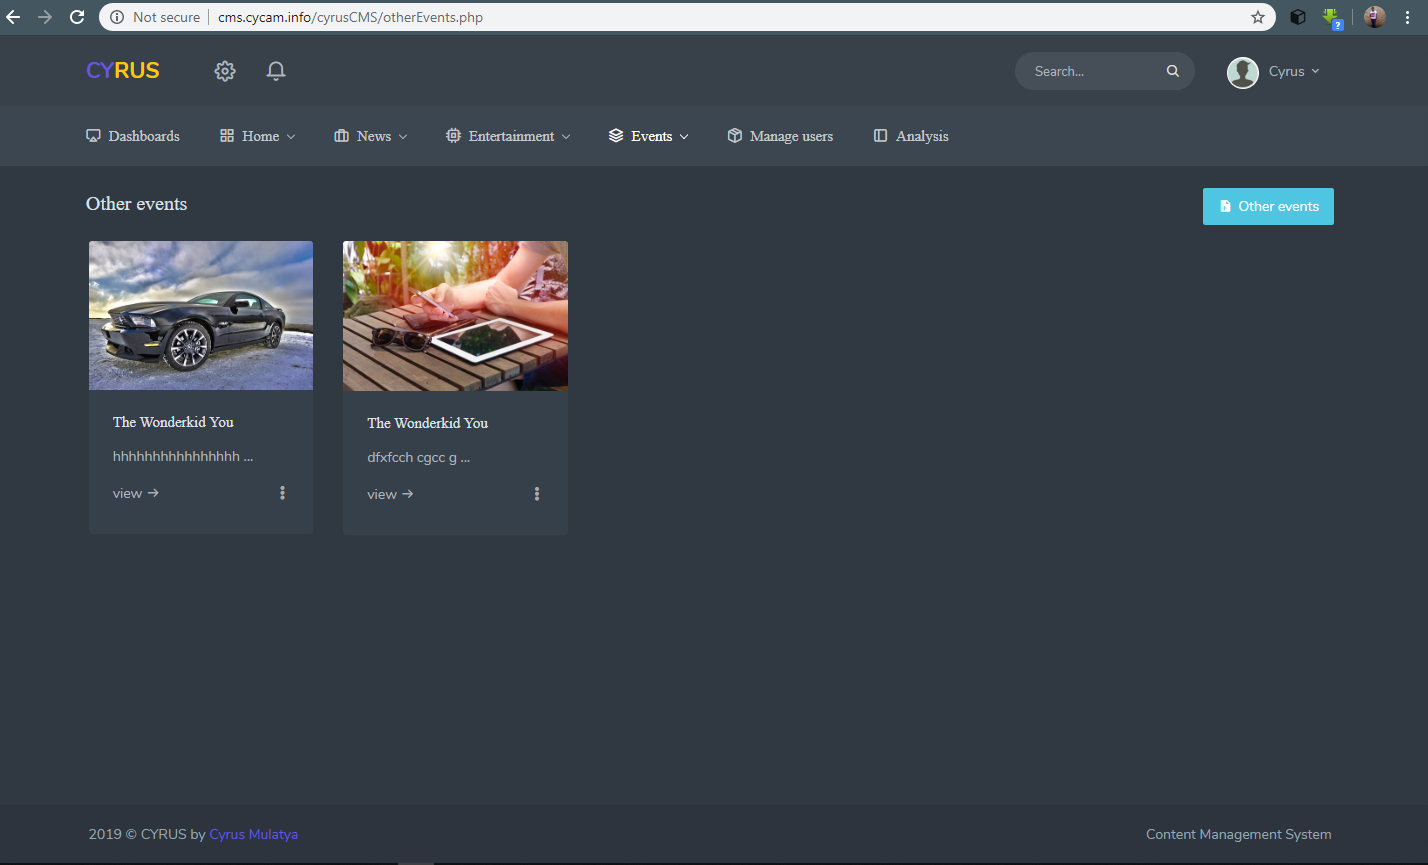 Not secure cms.cycam.info/cyrusCMS/otherEvents.php
?
CYRUS Search... Cyrus
Dashboards Home News Entertainment Events Manage users Analysis
Other events Other events
The Wonderkid You
hhhhhhhhhhhhhhhh ...
view →
The Wonderkid You
dfxfcch cgcc g ...
view →
2019 © CYRUS by Cyrus Mulatya Content Management System